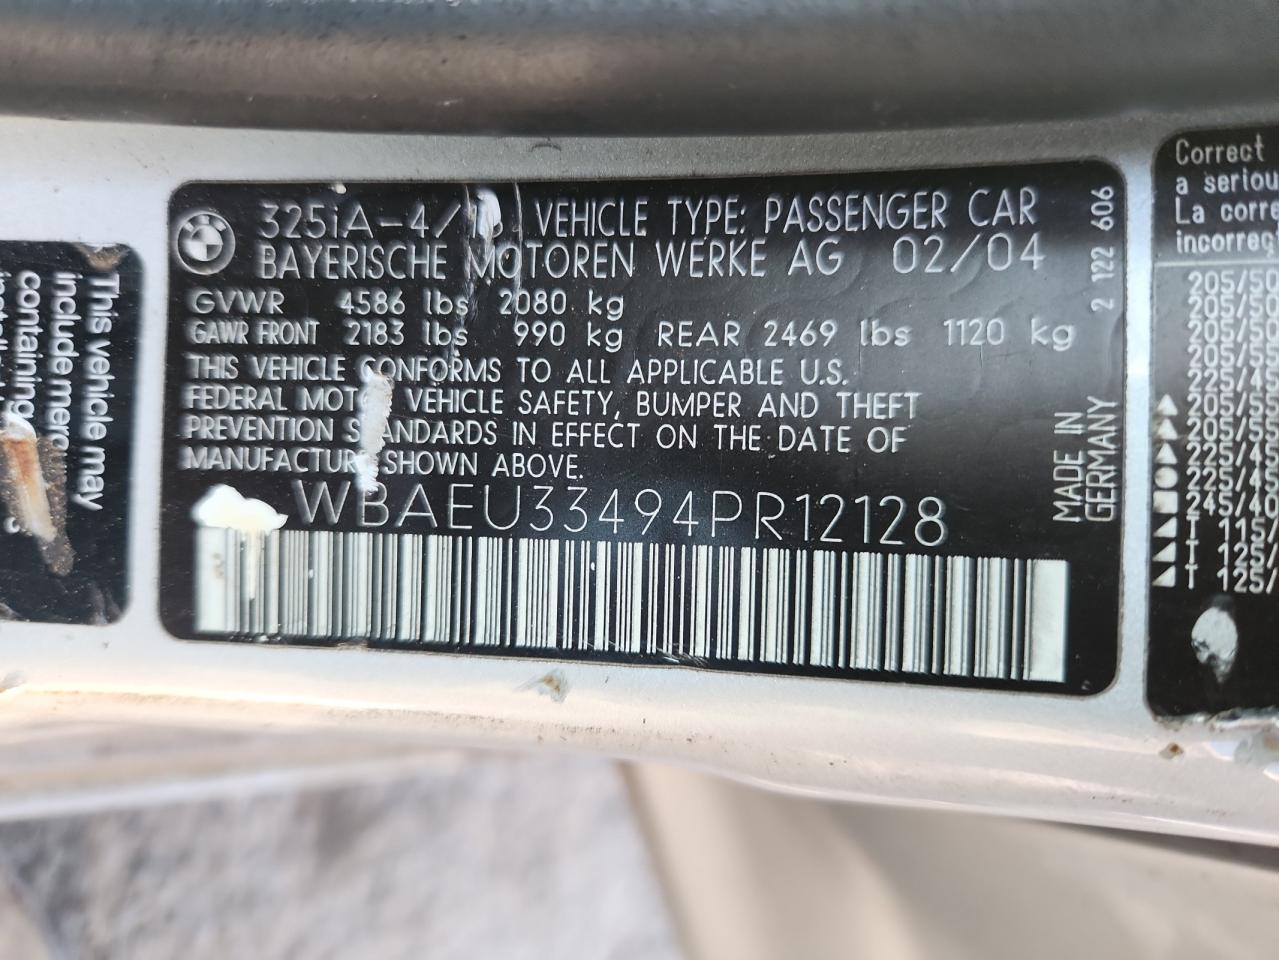 325iA-4/
VEHICLE TYPE: PASSENGER CAR
BAYERISCHE MOTOREN WERKE AG 02/04
GVWR 4586 lbs 2080 kg
GAWR FRONT 2183 lbs 990 kg REAR 2469 lbs 1120 kg
THIS VEHICLE CONFORMS TO ALL APPLICABLE U.S.
FEDERAL MOTOR VEHICLE SAFETY, BUMPER AND THEFT
PREVENTION STANDARDS IN EFFECT ON THE DATE OF
MANUFACTURE SHOWN ABOVE.
WBAEU33494PR12128
MADE IN
GERMANY
2 122 606
This vehicle may
include merc
containing
Correct
a seriou
La corre
incorrec
205/50
205/50
205/50
205/55
225/45
205/55
205/55
225/45
225/45
245/40
T 115/
T 125/
T 125/